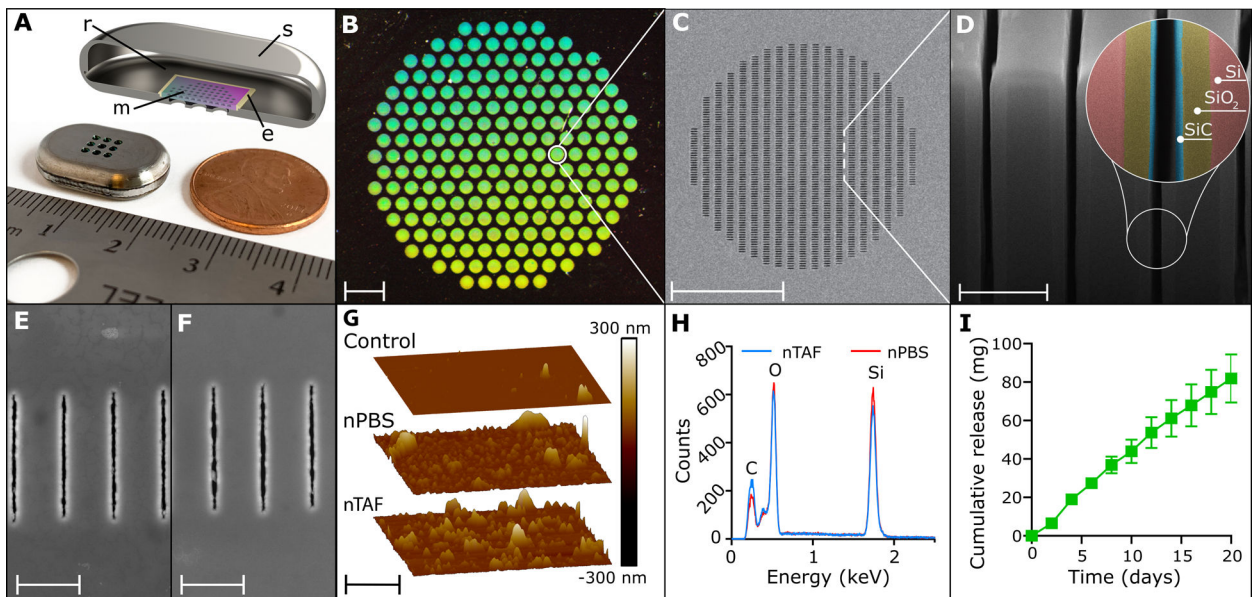 A
r
s
m
e
m 1 2 3 4
B
C
D
Si
SiO₂
SiC
E
F
G
Control
nPBS
nTAF
300 nm
-300 nm
H
nTAF
nPBS
800
600
400
200
0
O
Si
C
Counts
0 1 2
Energy (keV)
I
100
80
60
40
20
0
Cumulative release (mg)
0 5 10 15 20
Time (days)